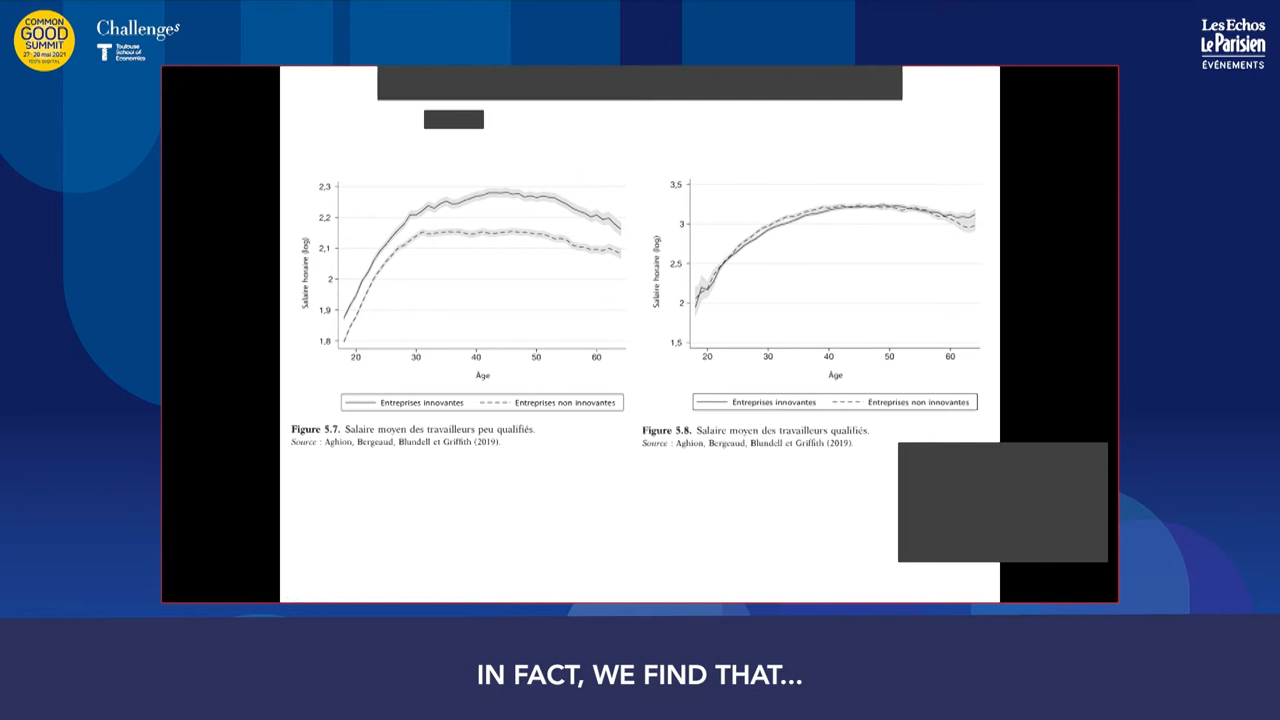 COMMON
GOOD
SUMMIT
27-28 mai 2021
100% DIGITAL
Challenges
Toulouse
School of
Economics
Les Echos
Le Parisien
ÉVÉNEMENTS
2,3
2,2
2,1
2
1,9
1,8
Salaire horaire (log)
20 30 40 50 60
Âge
Entreprises innovantes Entreprises non innovantes
Figure 5.7. Salaire moyen des travailleurs peu qualifiés.
Source : Aghion, Bergeaud, Blundell et Griffith (2019).
3,5
3
2,5
2
1,5
Salaire horaire (log)
20 30 40 50 60
Âge
Entreprises innovantes Entreprises non innovantes
Figure 5.8. Salaire moyen des travailleurs qualifiés.
Source : Aghion, Bergeaud, Blundell et Griffith (2019).
IN FACT, WE FIND THAT...